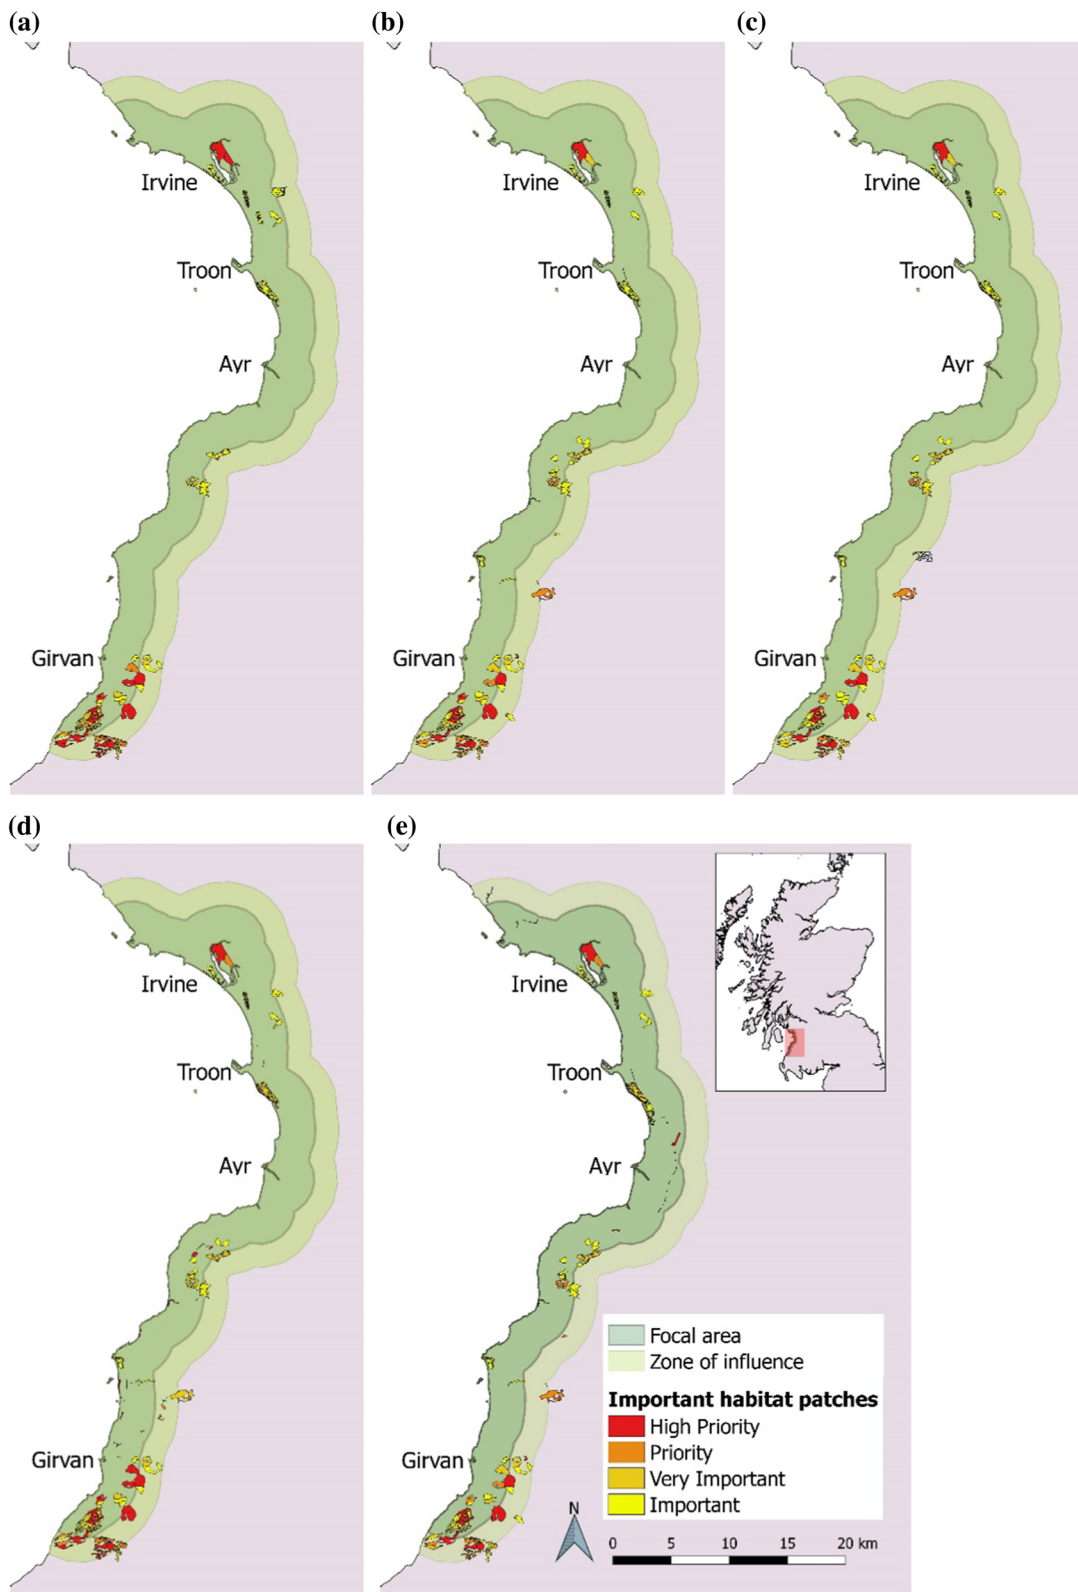 (a)
(b)
(c)
Irvine
Irvine
Irvine
Troon
Troon
Troon
Ayr
Ayr
Ayr
Girvan
Girvan
Girvan
(d)
(e)
Irvine
Irvine
Troon
Troon
Ayr
Ayr
Girvan
Girvan
Focal area
Zone of influence
Important habitat patches
High Priority
Priority
Very Important
Important
N
0 5 10 15 20 km